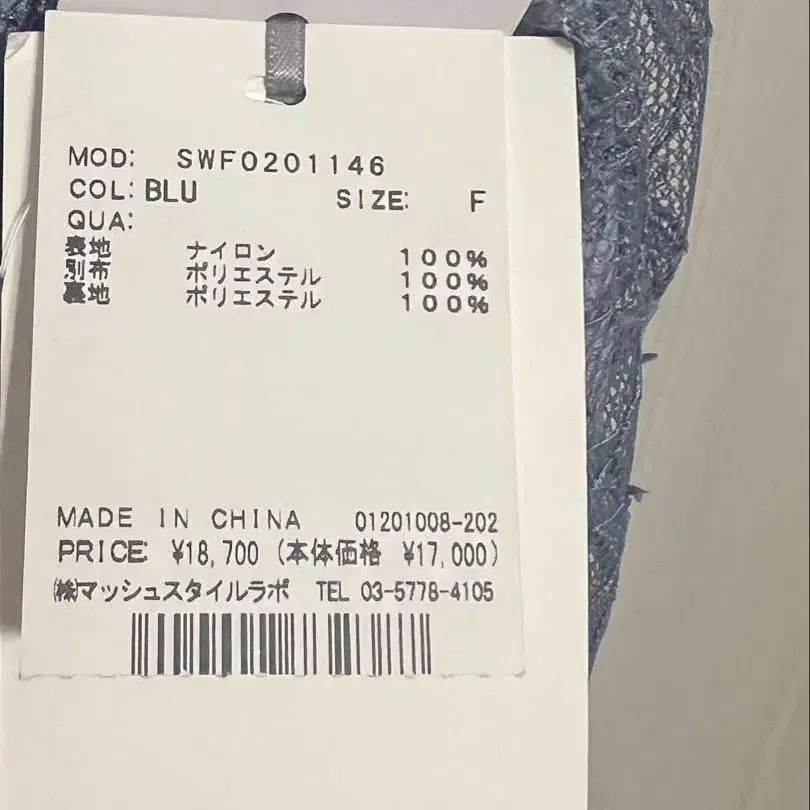 MOD: SWF0201146
COL: BLU SIZE: F
QUA:
表地 ナイロン 100%
別布 ポリエステル 100%
裏地 ポリエステル 100%
MADE IN CHINA 01201008-202
PRICE: ¥18,700 (本体価格 ¥17,000)
㈱マッシュスタイルラボ TEL 03-5778-4105